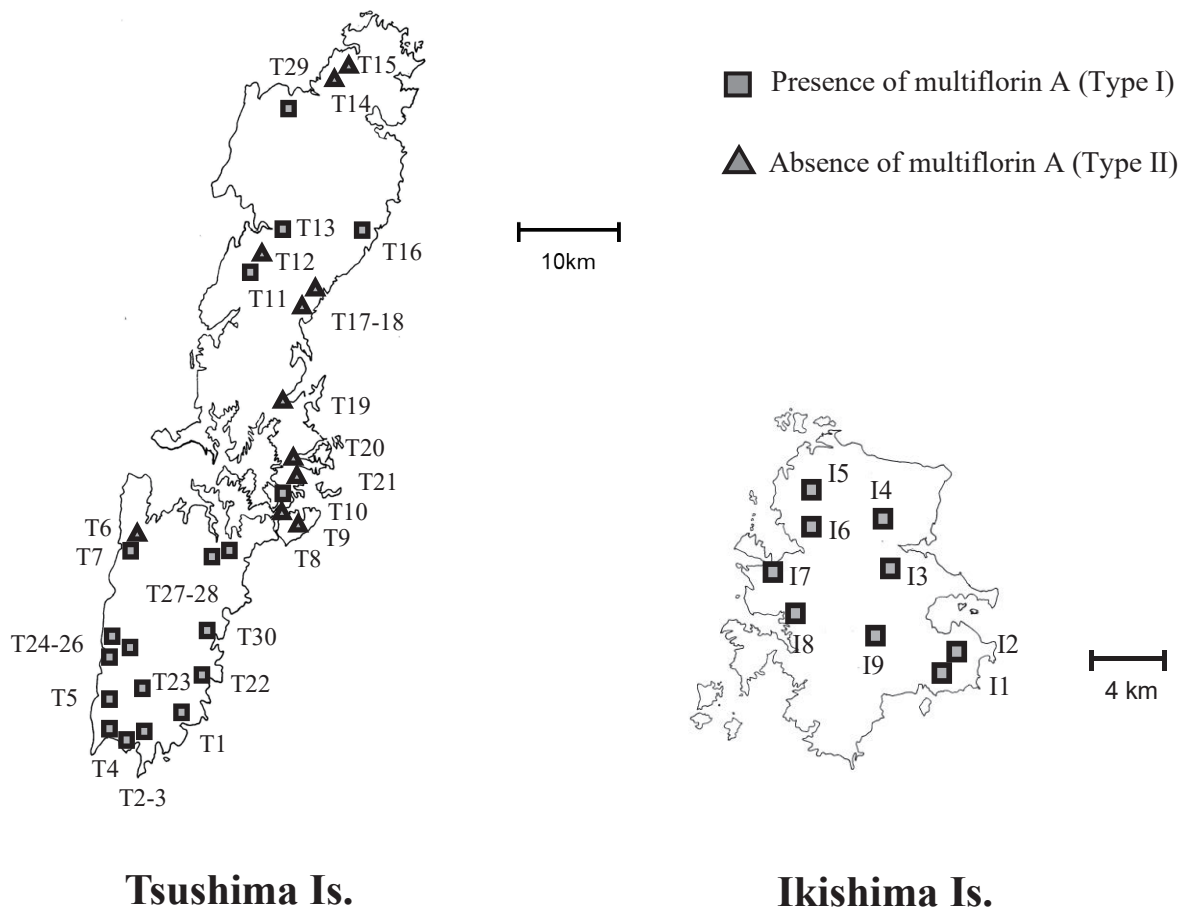 T29
T15
T14
Presence of multiflorin A (Type I)
Absence of multiflorin A (Type II)
T13
T16
T12
T11
T17-18
10km
T19
T20
T21
T10
T9
T8
T6
T7
T27-28
T30
T24-26
T23
T22
T5
T1
T4
T2-3
I5
I4
I6
I7
I3
I8
I9
I2
I1
4 km
Tsushima Is.
Ikishima Is.